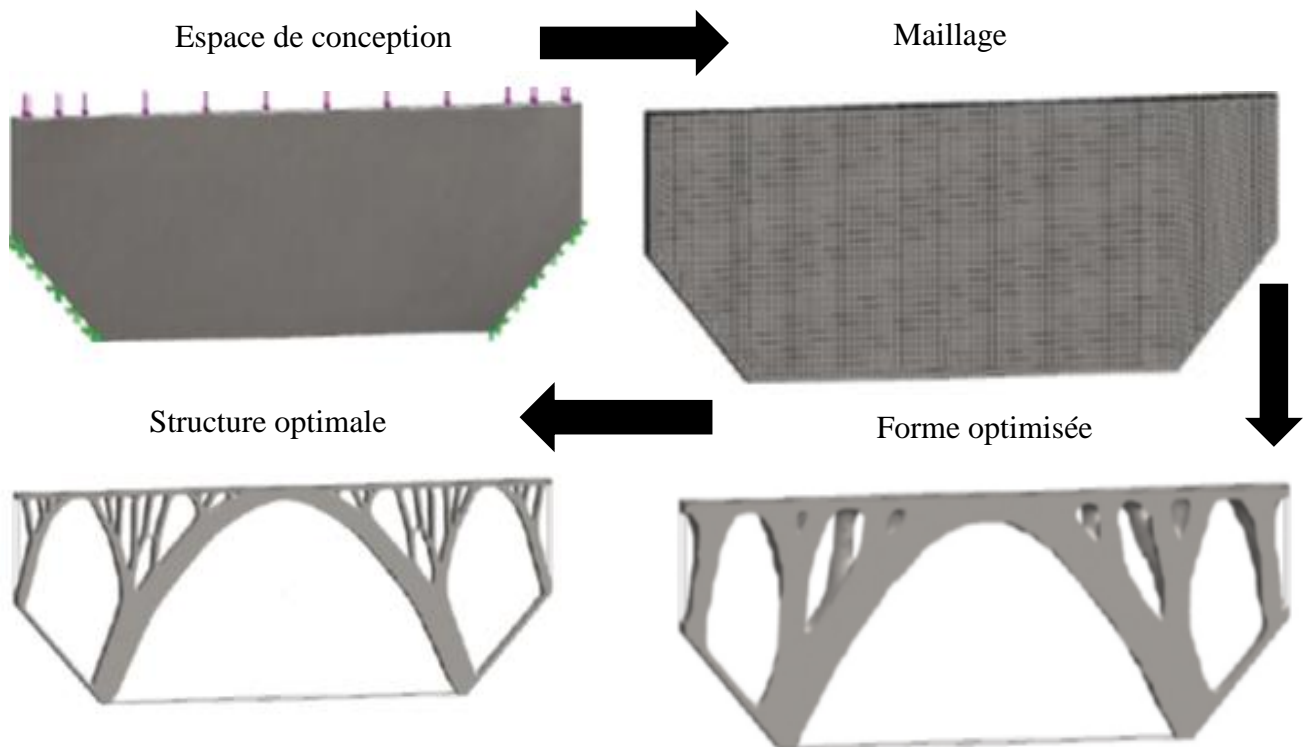 Espace de conception
Maillage
Structure optimale
Forme optimisée